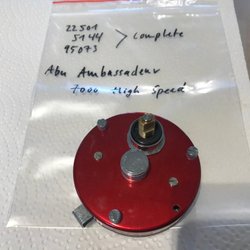 22501
5144 > complete
95073
Abu Ambassadeur
7000 High Speed